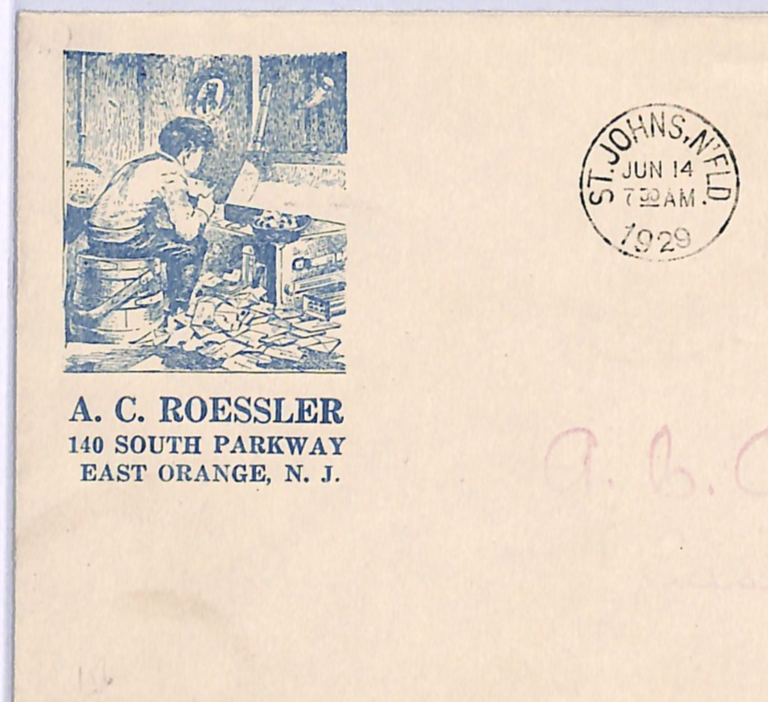 ST. JOHNS, N'FLD.
JUN 14
7 30 AM
1929
A. C. ROESSLER
140 SOUTH PARKWAY
EAST ORANGE, N. J.
a. b.